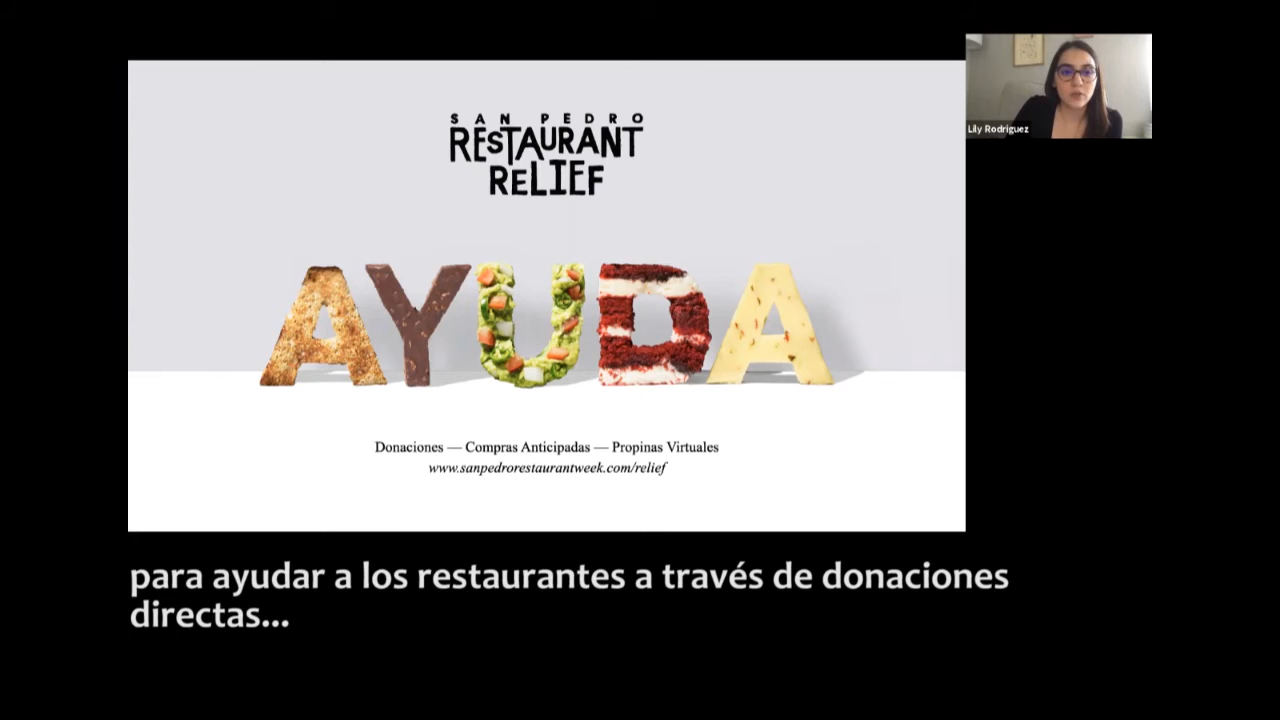 SAN PEDRO
RESTAURANT
RELIEF
AYUDA
Donaciones — Compras Anticipadas — Propinas Virtuales
www.sanpedrorestaurantweek.com/relief
Lily Rodriguez
para ayudar a los restaurantes a través de donaciones
directas...